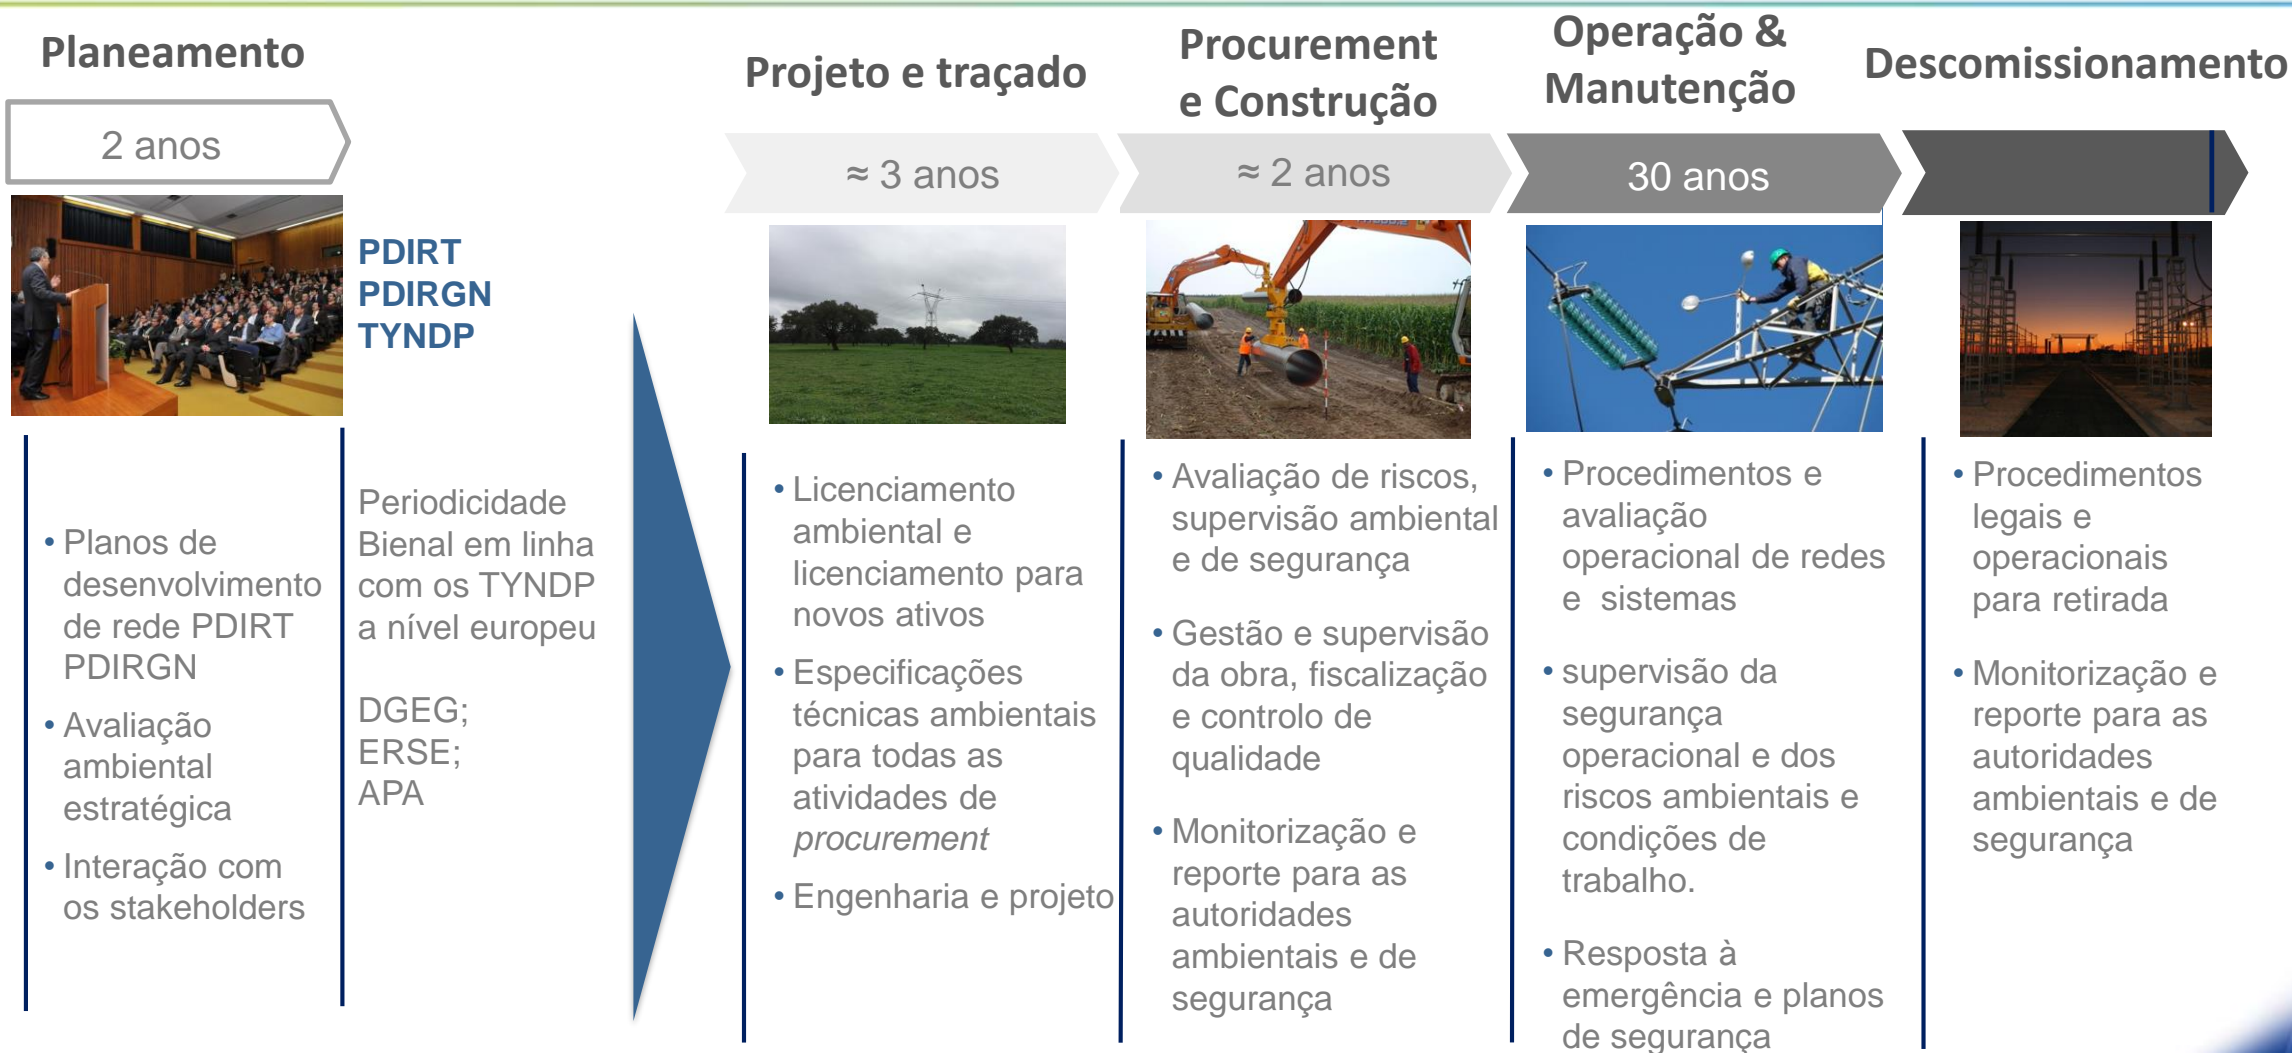 Planeamento
2 anos
PDIRT
PDIRGN
TYNDP
• Planos de
desenvolvimento
de rede PDIRT
PDIRGN
• Avaliação
ambiental
estratégica
• Interação com
os stakeholders
Periodicidade
Bienal em linha
com os TYNDP
a nível europeu
DGEG;
ERSE;
APA
Projeto e traçado
≈ 3 anos
• Licenciamento
ambiental e
licenciamento para
novos ativos
• Especificações
técnicas ambientais
para todas as
atividades de
procurement
• Engenharia e projeto
Procurement
e Construção
≈ 2 anos
• Avaliação de riscos,
supervisão ambiental
e de segurança
• Gestão e supervisão
da obra, fiscalização
e controlo de
qualidade
• Monitorização e
reporte para as
autoridades
ambientais e de
segurança
Operação &
Manutenção
30 anos
• Procedimentos e
avaliação
operacional de redes
e  sistemas
• supervisão da
segurança
operacional e dos
riscos ambientais e
condições de
trabalho.
• Resposta à
emergência e planos
de segurança
Descomissionamento
• Procedimentos
legais e
operacionais
para retirada
• Monitorização e
reporte para as
autoridades
ambientais e de
segurança